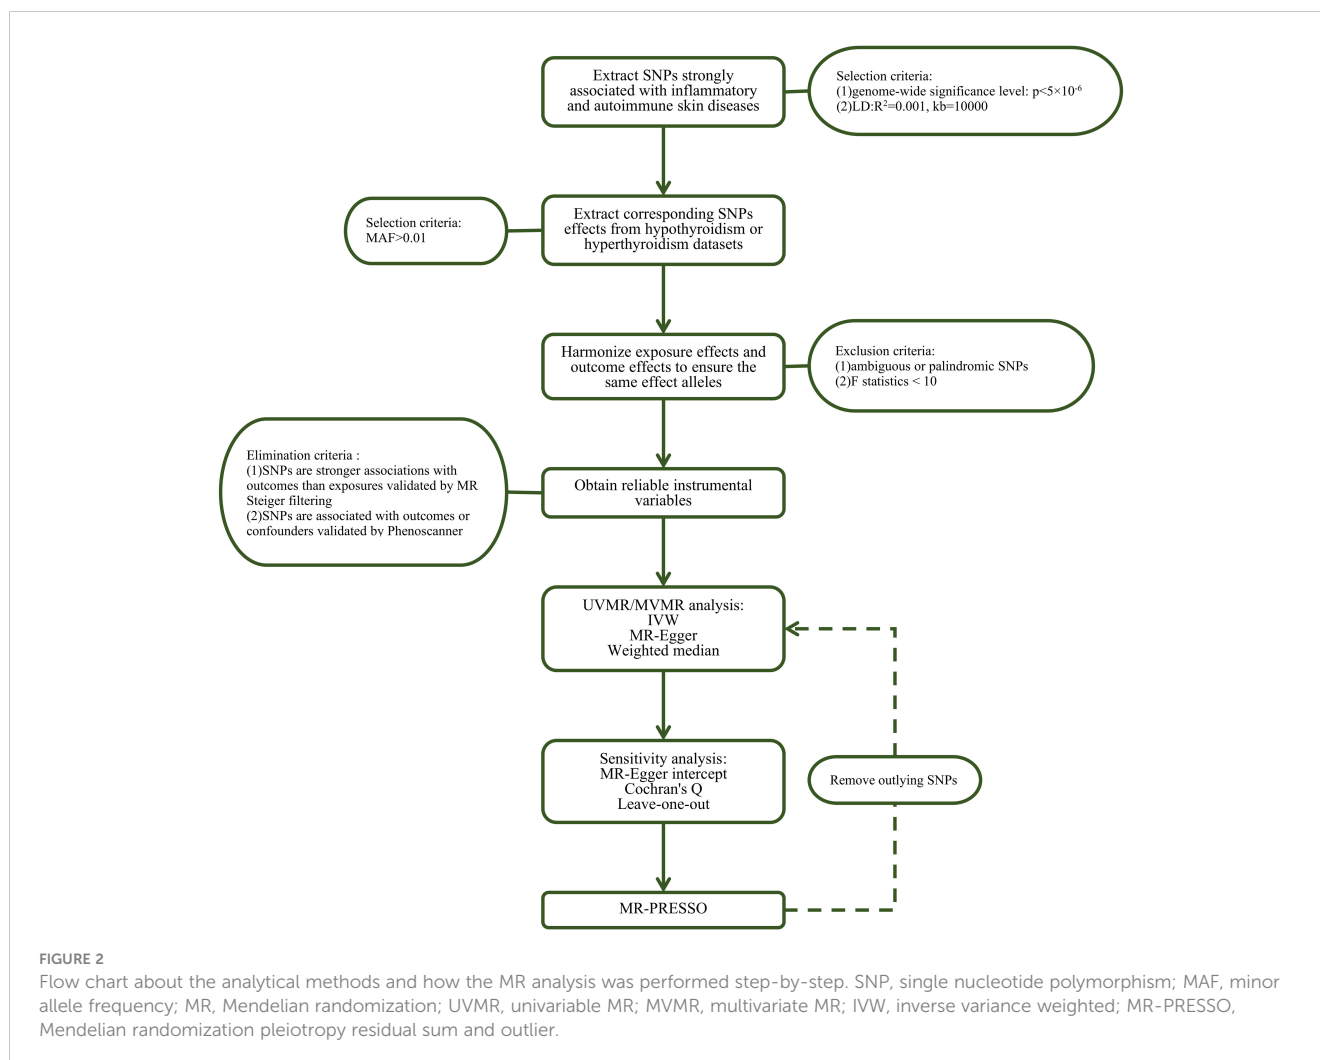 Extract SNPs strongly
associated with inflammatory
and autoimmune skin diseases
Selection criteria:
(1)genome-wide significance level: p<5×10⁻⁶
(2)LD:R²=0.001, kb=10000
Selection criteria:
MAF>0.01
Extract corresponding SNPs
effects from hypothyroidism or
hyperthyroidism datasets
Harmonize exposure effects and
outcome effects to ensure the
same effect alleles
Exclusion criteria:
(1)ambiguous or palindromic SNPs
(2)F statistics < 10
Elimination criteria :
(1)SNPs are stronger associations with
outcomes than exposures validated by MR
Steiger filtering
(2)SNPs are associated with outcomes or
confounders validated by Phenoscanner
Obtain reliable instrumental
variables
UVMR/MVMR analysis:
IVW
MR-Egger
Weighted median
Sensitivity analysis:
MR-Egger intercept
Cochran's Q
Leave-one-out
Remove outlying SNPs
MR-PRESSO
FIGURE 2
Flow chart about the analytical methods and how the MR analysis was performed step-by-step. SNP, single nucleotide polymorphism; MAF, minor
allele frequency; MR, Mendelian randomization; UVMR, univariable MR; MVMR, multivariate MR; IVW, inverse variance weighted; MR-PRESSO,
Mendelian randomization pleiotropy residual sum and outlier.